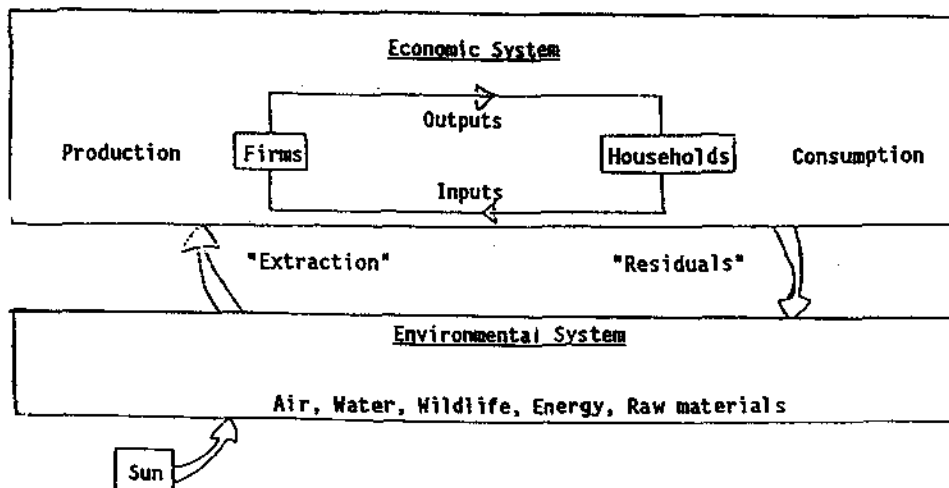 Economic System
Outputs
Production
Firms
Households
Consumption
Inputs
"Extraction"
"Residuals"
Environmental System
Air, Water, Wildlife, Energy, Raw materials
Sun